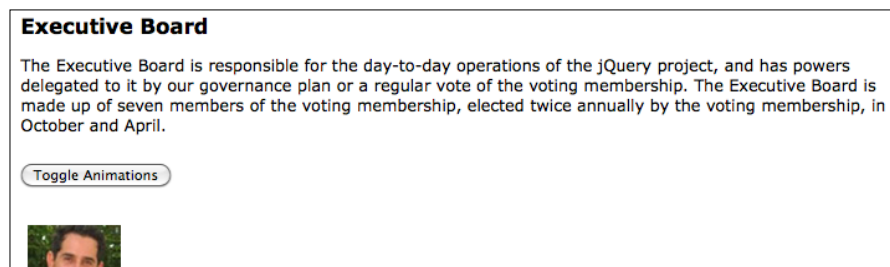 Executive Board
The Executive Board is responsible for the day-to-day operations of the jQuery project, and has powers
delegated to it by our governance plan or a regular vote of the voting membership. The Executive Board is
made up of seven members of the voting membership, elected twice annually by the voting membership, in
October and April.
Toggle Animations